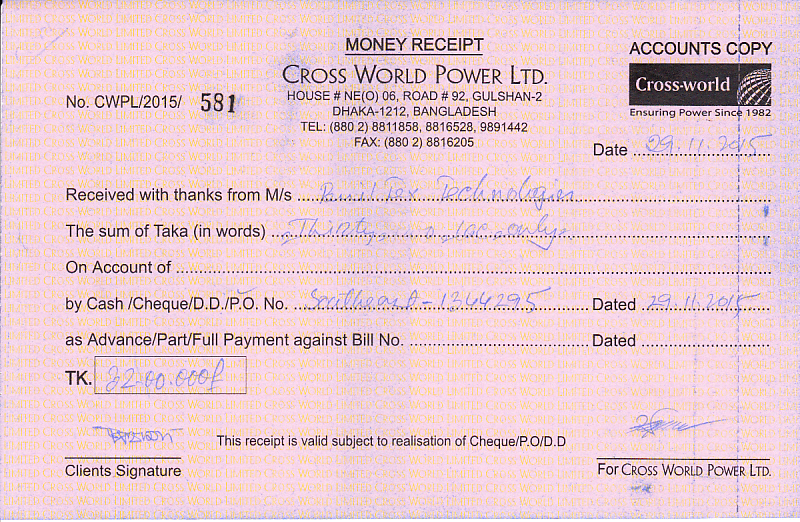 MONEY RECEIPT
ACCOUNTS COPY
CROSS WORLD POWER LTD.
Cross-world
Ensuring Power Since 1982
No. CWPL/2015/ 581
HOUSE # NE(O) 06, ROAD # 92, GULSHAN-2
DHAKA-1212, BANGLADESH
TEL: (880 2) 8811858, 8816528, 9891442
FAX: (880 2) 8816205
Date 29.11.2015
Received with thanks from M/s Technologies
The sum of Taka (in words) Thirty lac only.
On Account of
by Cash /Cheque/D.D./P.O. No. Southeast - 1344295 Dated 29.11.2015
as Advance/Part/Full Payment against Bill No. Dated
TK. 32.00.000/
This receipt is valid subject to realisation of Cheque/P.O/D.D
Clients Signature
For CROSS WORLD POWER LTD.